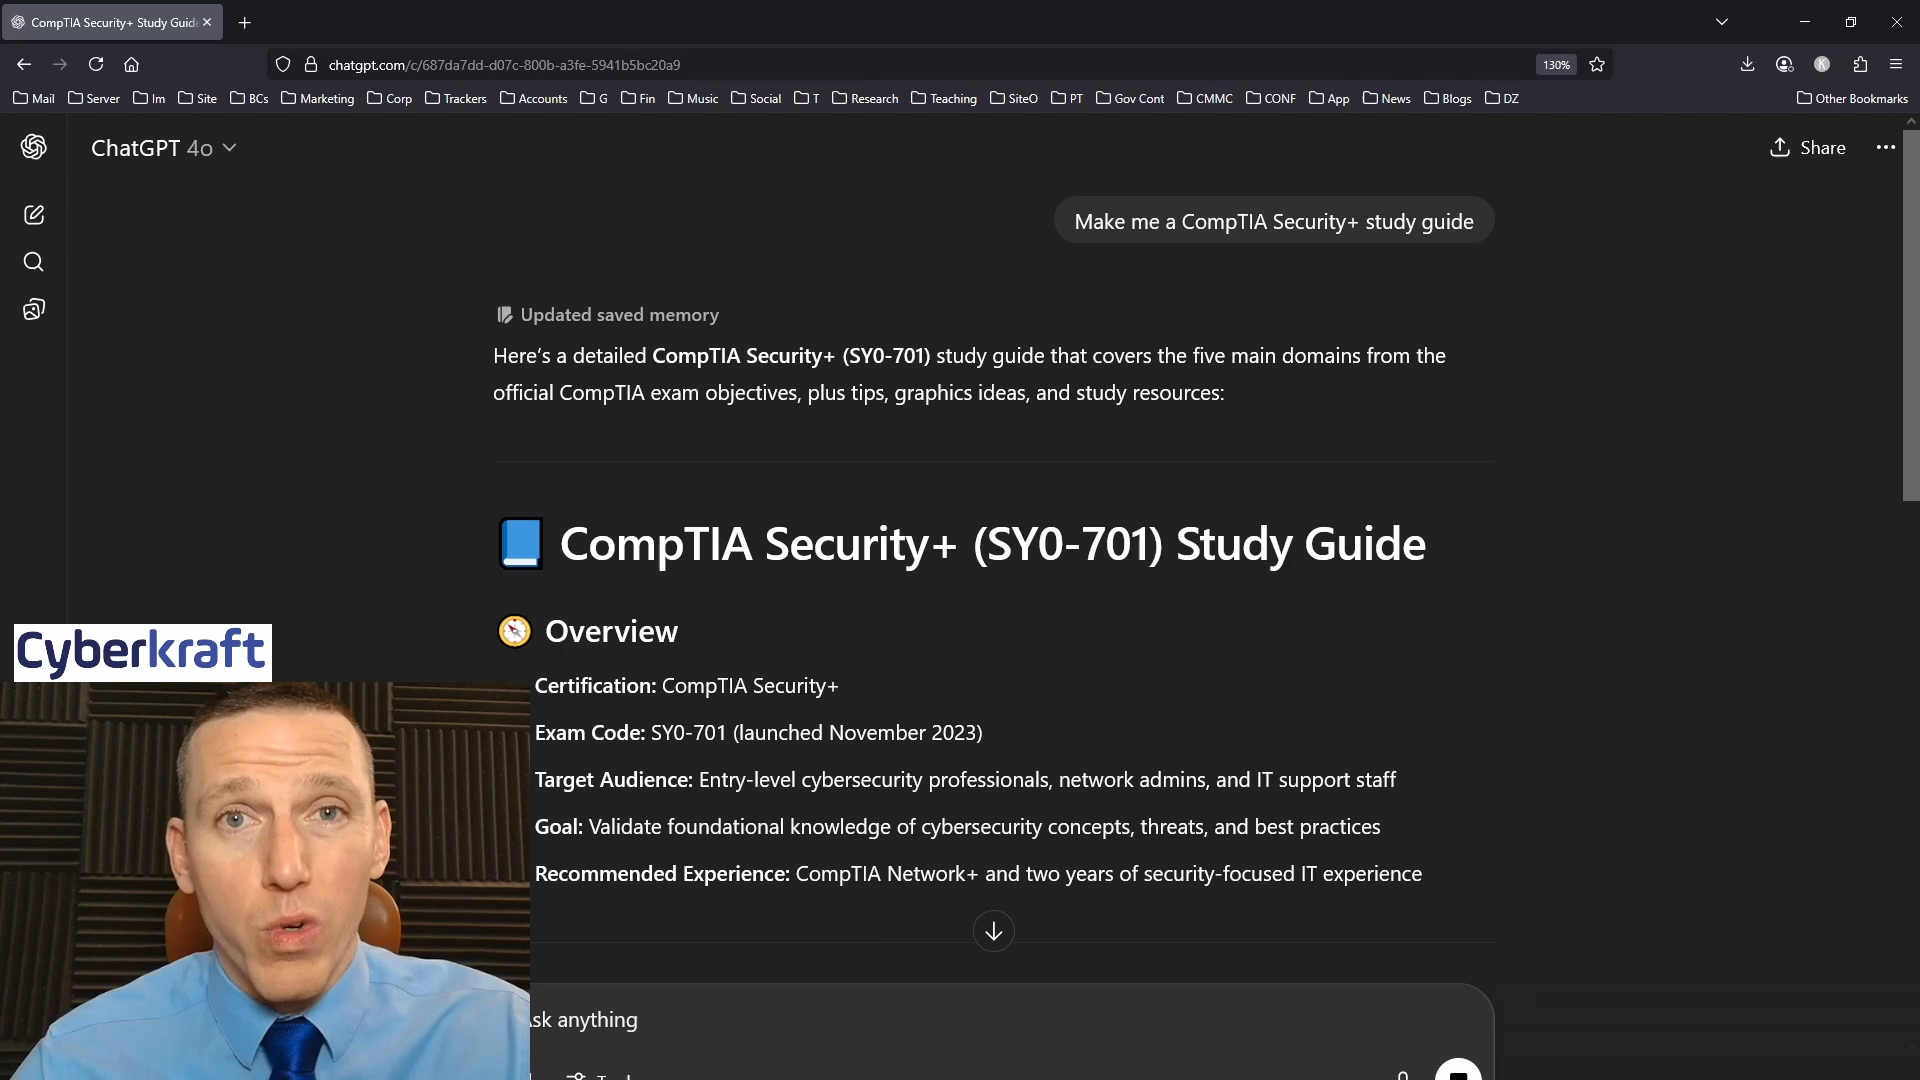 CompTIA Security+ Study Guid
chatgpt.com/c/687da7dd-d07c-800b-a3fe-5941b5bc20a9
130%
K
Mail Server Im Site BCs Marketing Corp Trackers Accounts G Fin Music Social T Research Teaching SiteO PT Gov Cont CMMC CONF App News Blogs DZ Other Bookmarks
ChatGPT 4o
Share
Make me a CompTIA Security+ study guide
Updated saved memory
Here's a detailed CompTIA Security+ (SY0-701) study guide that covers the five main domains from the
official CompTIA exam objectives, plus tips, graphics ideas, and study resources:
CompTIA Security+ (SY0-701) Study Guide
Overview
Certification: CompTIA Security+
Exam Code: SY0-701 (launched November 2023)
Target Audience: Entry-level cybersecurity professionals, network admins, and IT support staff
Goal: Validate foundational knowledge of cybersecurity concepts, threats, and best practices
Recommended Experience: CompTIA Network+ and two years of security-focused IT experience
Cyberkraft
sk anything